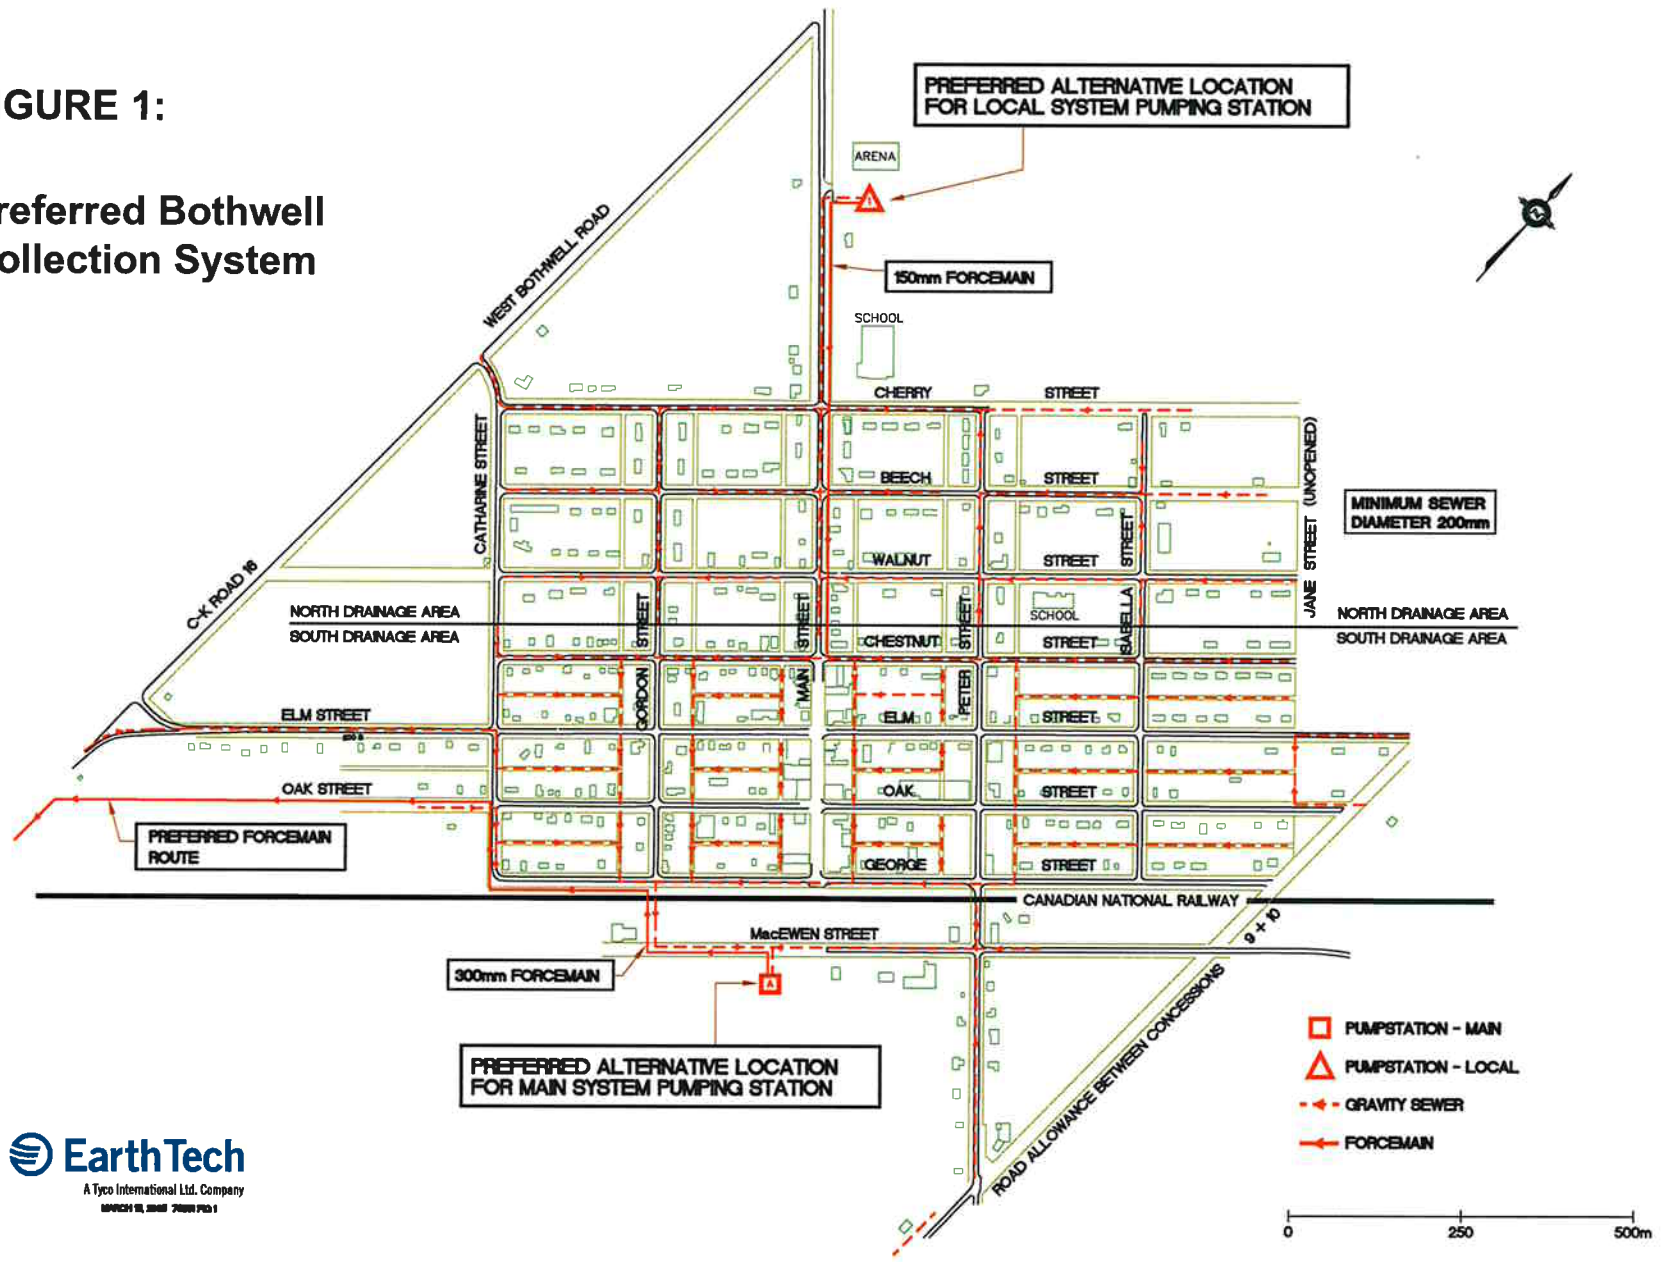 GURE 1:
referred Bothwell
ollection System
PREFERRED ALTERNATIVE LOCATION
FOR LOCAL SYSTEM PUMPING STATION
ARENA
WEST BOTHWELL ROAD
150mm FORCEMAIN
SCHOOL
CHERRY STREET
CATHARINE STREET
BEECH STREET
JANE STREET (UNOPENED)
MINIMUM SEWER
DIAMETER 200mm
WALNUT STREET
C-K ROAD 16
NORTH DRAINAGE AREA
SOUTH DRAINAGE AREA
GORDON STREET
MAIN STREET
PETER STREET
ISABELLA STREET
SCHOOL
CHESTNUT STREET
NORTH DRAINAGE AREA
SOUTH DRAINAGE AREA
ELM STREET
ELM STREET
OAK STREET
OAK STREET
PREFERRED FORCEMAIN
ROUTE
GEORGE STREET
CANADIAN NATIONAL RAILWAY
MacEWEN STREET
9 + 10
300mm FORCEMAIN
A
PREFERRED ALTERNATIVE LOCATION
FOR MAIN SYSTEM PUMPING STATION
ROAD ALLOWANCE BETWEEN CONCESSIONS
PUMPSTATION - MAIN
PUMPSTATION - LOCAL
GRAVITY SEWER
FORCEMAIN
EarthTech
A Tyco International Ltd. Company
0 250 500m